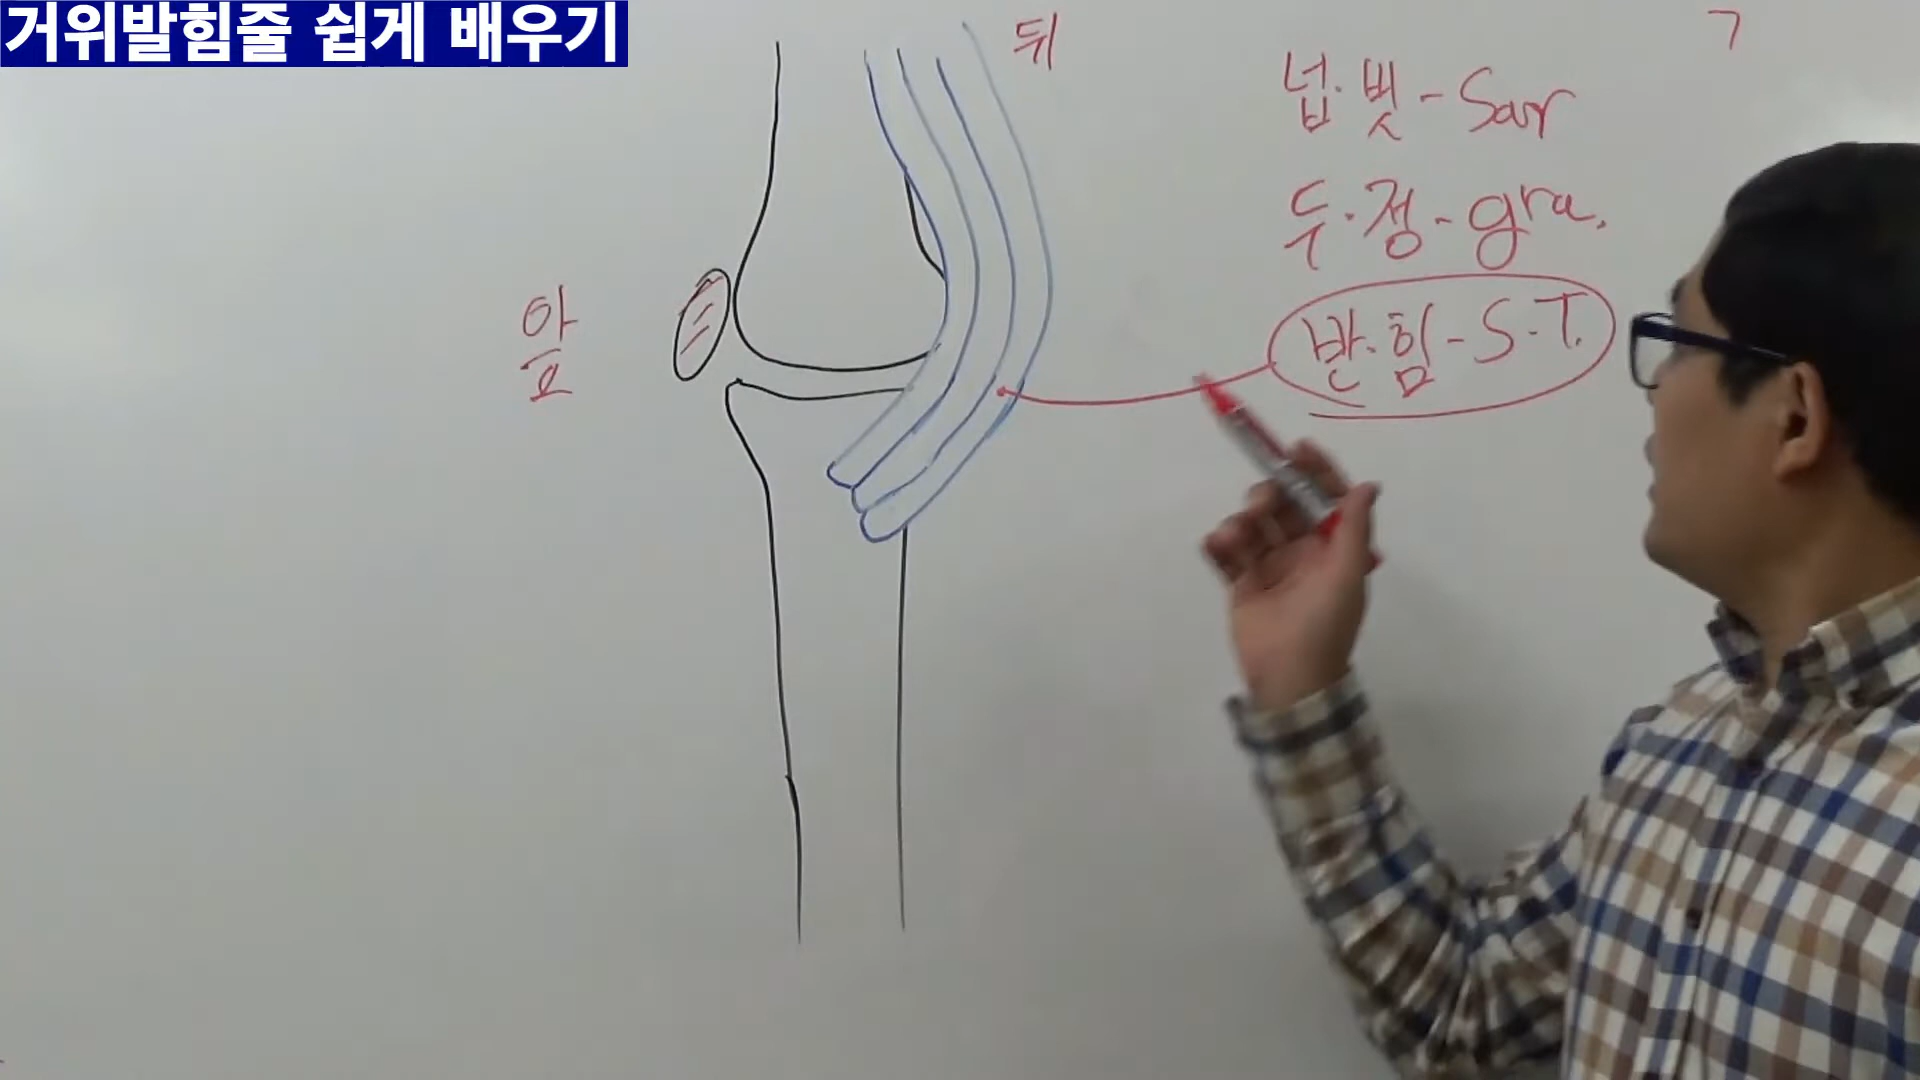 거위발힘줄 쉽게 배우기
뒤
ㄱ
넙·빗-Sar
두·정-gra.
반·힘-S.T.
앞